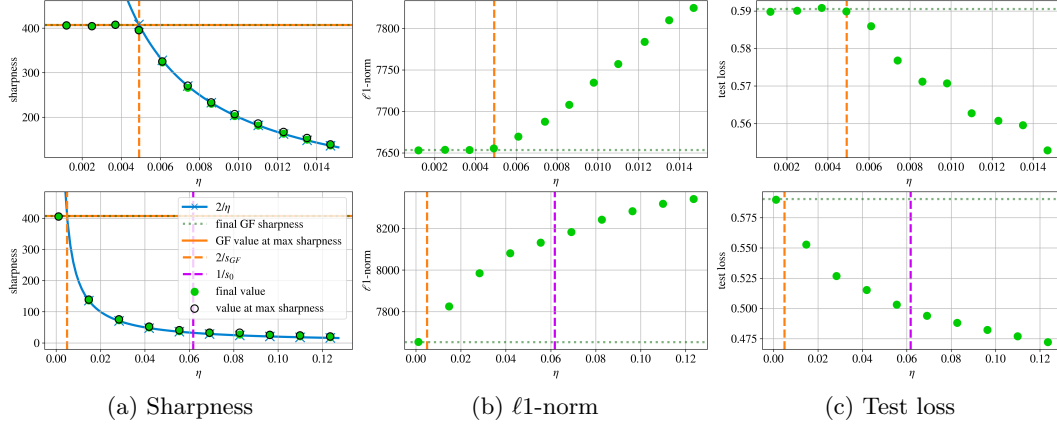 sharpness
400
300
200
0.002 0.004 0.006 0.008 0.010 0.012 0.014
η
ℓ1-norm
7800
7750
7700
7650
0.002 0.004 0.006 0.008 0.010 0.012 0.014
η
test loss
0.59
0.58
0.57
0.56
0.002 0.004 0.006 0.008 0.010 0.012 0.014
η
sharpness
400
300
200
100
0
0.00 0.02 0.04 0.06 0.08 0.10 0.12
η
2/η
final GF sharpness
GF value at max sharpness
2/s_GF
1/s_0
final value
value at max sharpness
ℓ1-norm
8200
8000
7800
0.00 0.02 0.04 0.06 0.08 0.10 0.12
η
test loss
0.575
0.550
0.525
0.500
0.475
0.00 0.02 0.04 0.06 0.08 0.10 0.12
η
(a) Sharpness
(b) ℓ1-norm
(c) Test loss